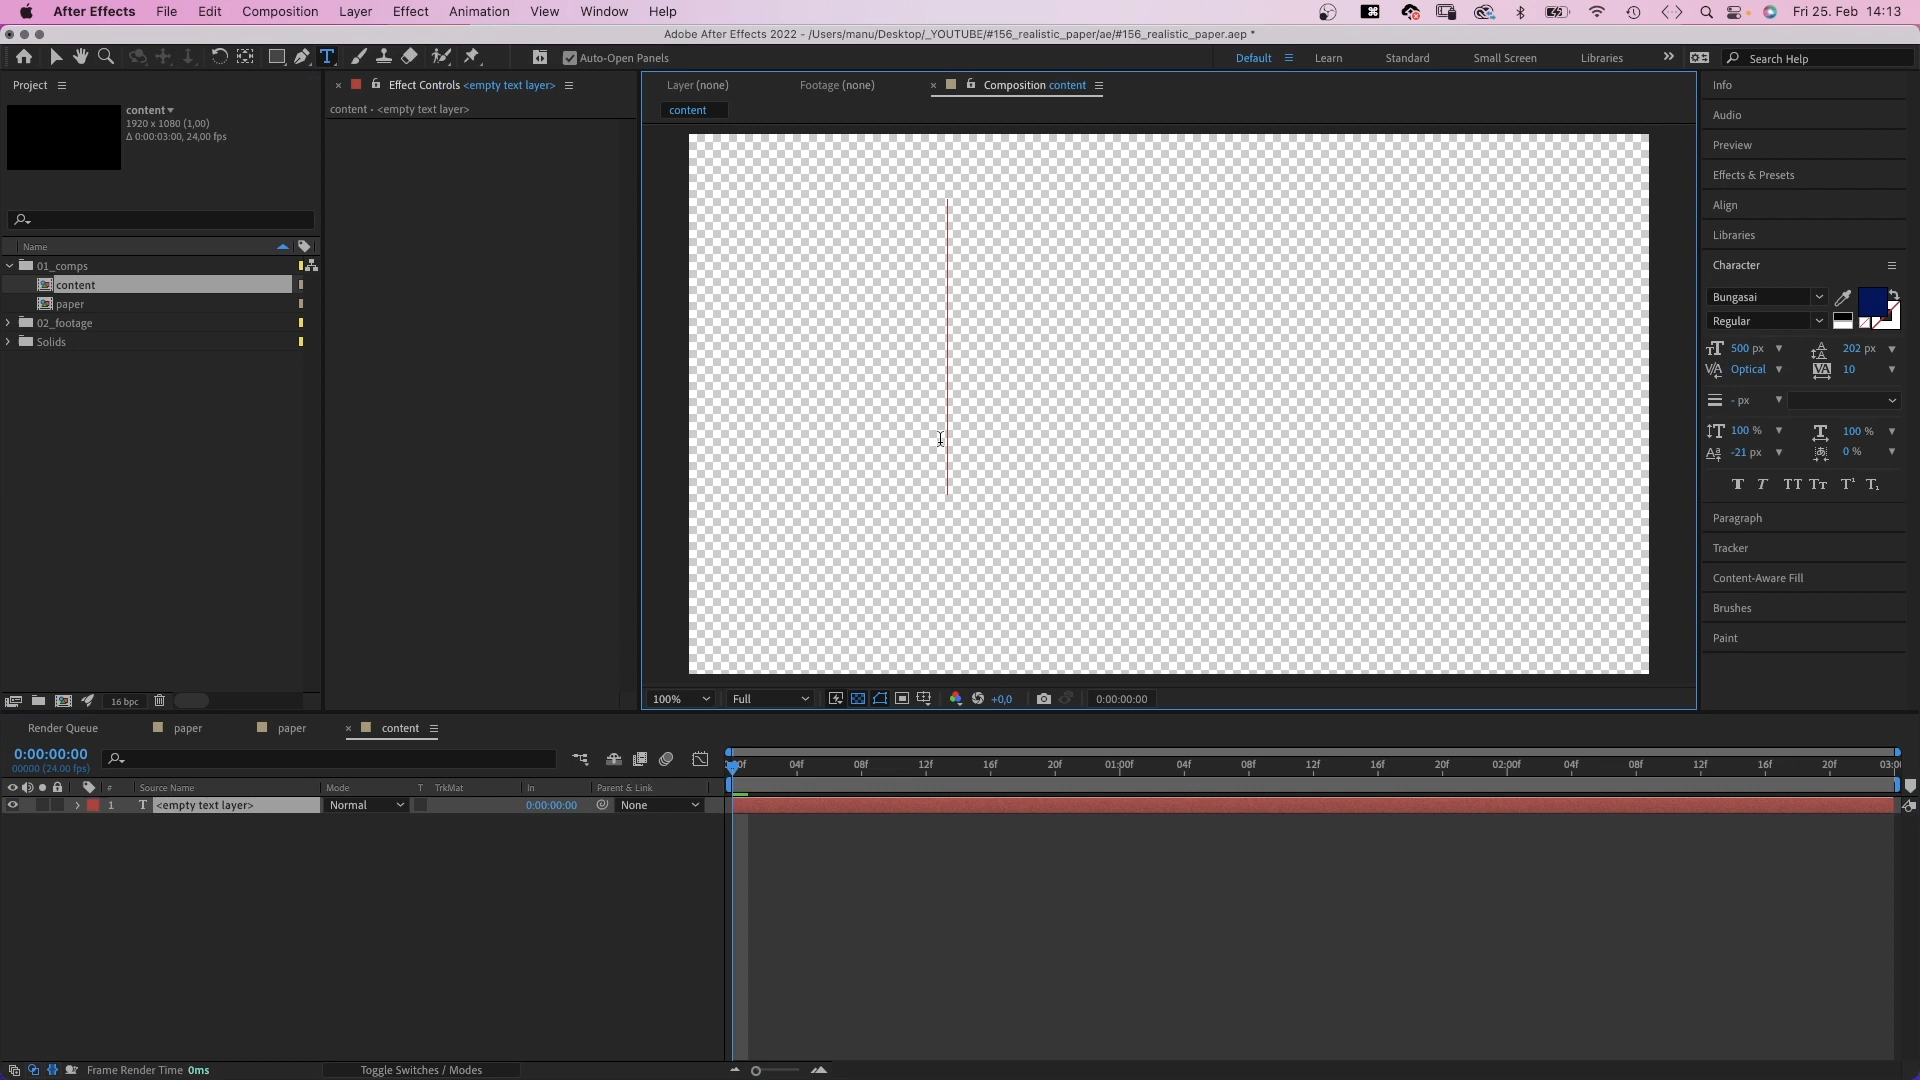 After Effects File Edit Composition Layer Effect Animation View Window Help Fri 25. Feb 14:13
Adobe After Effects 2022 - /Users/manu/Desktop/_YOUTUBE/#156_realistic_paper/ae/#156_realistic_paper.aep *
Auto-Open Panels Default Learn Standard Small Screen Libraries Search Help
Project Effect Controls <empty text layer> Layer (none) Footage (none) Composition content Info
content 1920 x 1080 (1,00) content · <empty text layer> content
Δ 0:00:03:00, 24,00 fps
Audio
Preview
Effects & Presets
Align
Libraries
Name
01_comps
content
paper
02_footage
Solids
Character
Bungasai
Regular
500 px 202 px
Optical 10
- px
100 % 100 %
-21 px 0 %
Paragraph
Tracker
Content-Aware Fill
Brushes
Paint
16 bpc 100% Full +0,0 0:00:00:00
Render Queue paper paper content
0:00:00:00
00000 (24.00 fps)
04f 08f 12f 16f 20f 01:00f 04f 08f 12f 16f 20f 02:00f 04f 08f 12f 16f 20f
# Source Name Mode T TrkMat In Parent & Link
1 T <empty text layer> Normal 0:00:00:00 None
Frame Render Time 0ms Toggle Switches / Modes